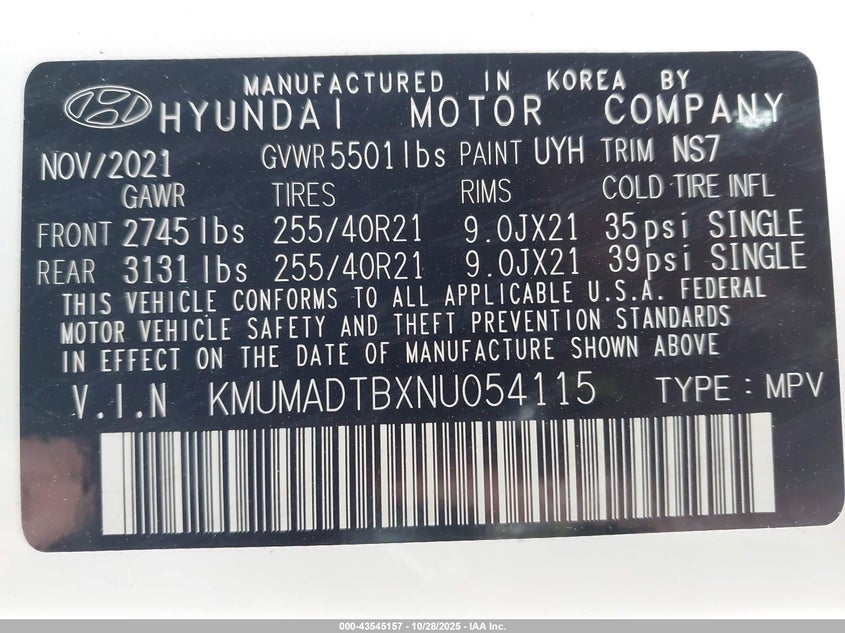 MANUFACTURED IN KOREA BY
HYUNDAI MOTOR COMPANY
NOV/2021 GVWR 5501 lbs PAINT UYH TRIM NS7
GAWR TIRES RIMS COLD TIRE INFL
FRONT 2745 lbs 255/40R21 9.0JX21 35psi SINGLE
REAR 3131 lbs 255/40R21 9.0JX21 39psi SINGLE
THIS VEHICLE CONFORMS TO ALL APPLICABLE U.S.A. FEDERAL
MOTOR VEHICLE SAFETY AND THEFT PREVENTION STANDARDS
IN EFFECT ON THE DATE OF MANUFACTURE SHOWN ABOVE
V.I.N KMUMADTBXNU054115 TYPE : MPV
000-43545157 - 10/28/2025 - IAA Inc.